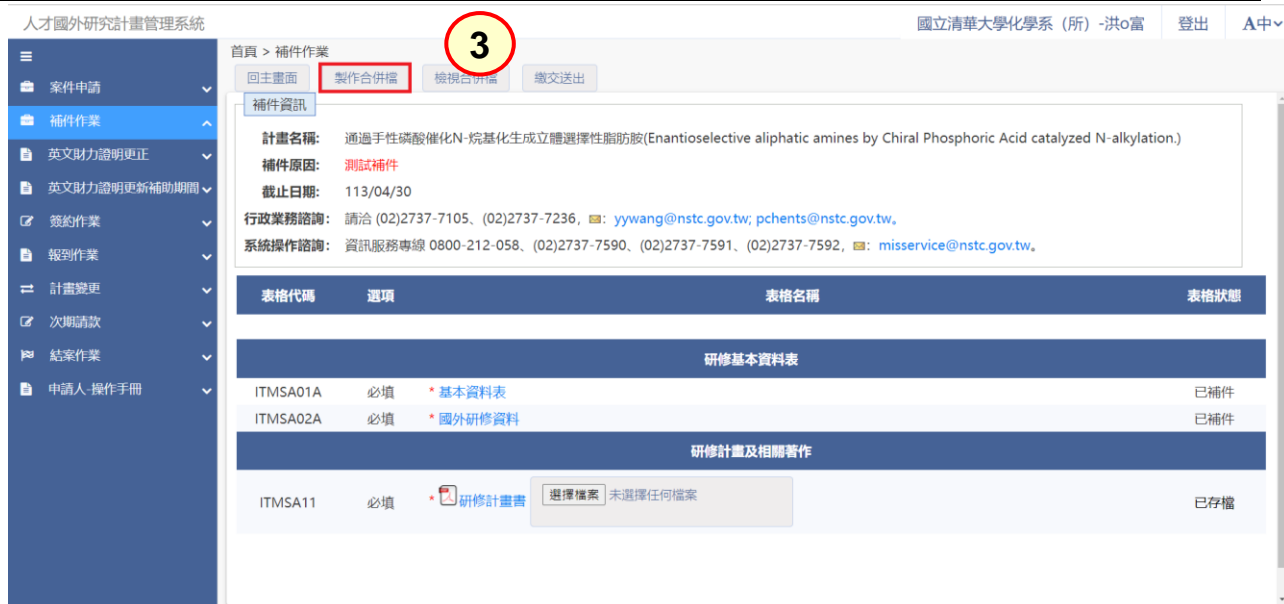 人才國外研究計畫管理系統 國立清華大學化學系（所）-洪o富 登出 A中
首頁 > 補件作業
3
回主畫面 製作合併檔 檢視合併檔 繳交送出
案件申請
補件作業
英文財力證明更正
英文財力證明更新補助期間
簽約作業
報到作業
計畫變更
次期請款
結案作業
申請人-操作手冊
補件資訊
計畫名稱: 通過手性磷酸催化N-烷基化生成立體選擇性脂肪胺(Enantioselective aliphatic amines by Chiral Phosphoric Acid catalyzed N-alkylation.)
補件原因: 測試補件
截止日期: 113/04/30
行政業務諮詢: 請洽 (02)2737-7105、(02)2737-7236, : yywang@nstc.gov.tw; pchents@nstc.gov.tw。
系統操作諮詢: 資訊服務專線 0800-212-058、(02)2737-7590、(02)2737-7591、(02)2737-7592, : misservice@nstc.gov.tw。
表格代碼 選項 表格名稱 表格狀態
研修基本資料表
ITMSA01A 必填 * 基本資料表 已補件
ITMSA02A 必填 * 國外研修資料 已補件
研修計畫及相關著作
ITMSA11 必填 * 研修計畫書 選擇檔案 未選擇任何檔案 已存檔